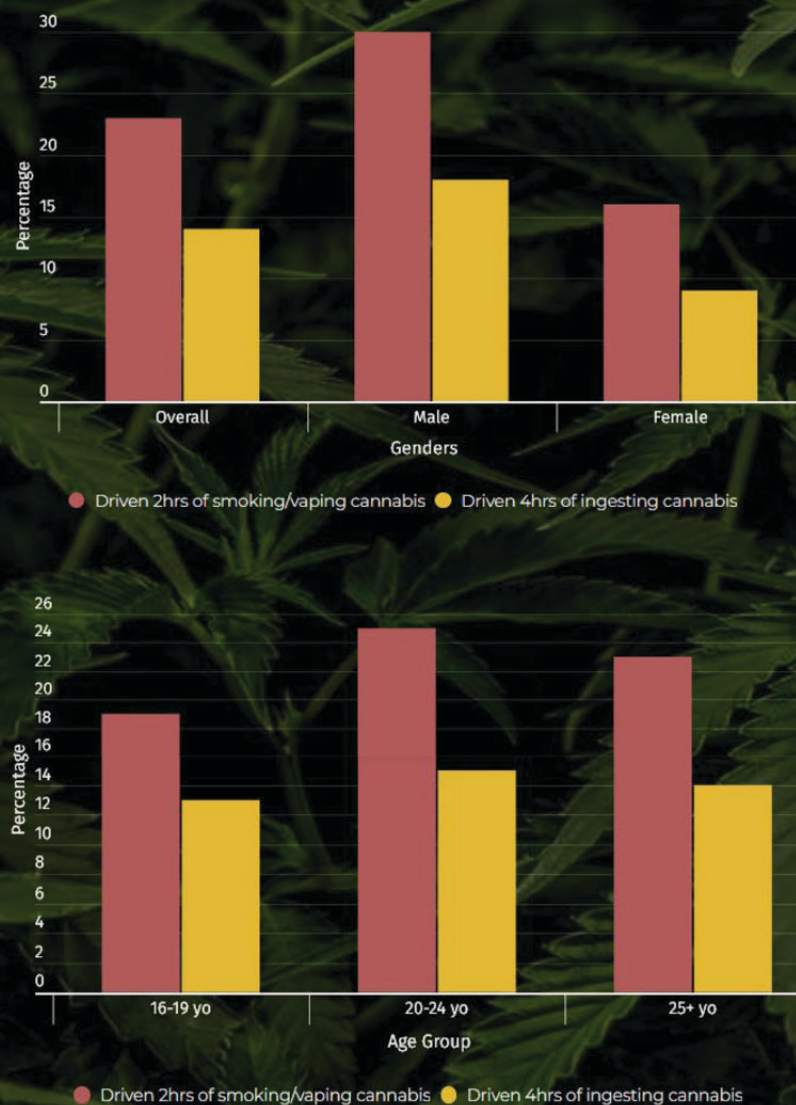 30
25
20
15
10
5
0
Percentage
Overall Male Female
Genders
Driven 2hrs of smoking/vaping cannabis Driven 4hrs of ingesting cannabis
26
24
22
20
18
16
14
12
10
8
6
4
2
0
Percentage
16-19 yo 20-24 yo 25+ yo
Age Group
Driven 2hrs of smoking/vaping cannabis Driven 4hrs of ingesting cannabis